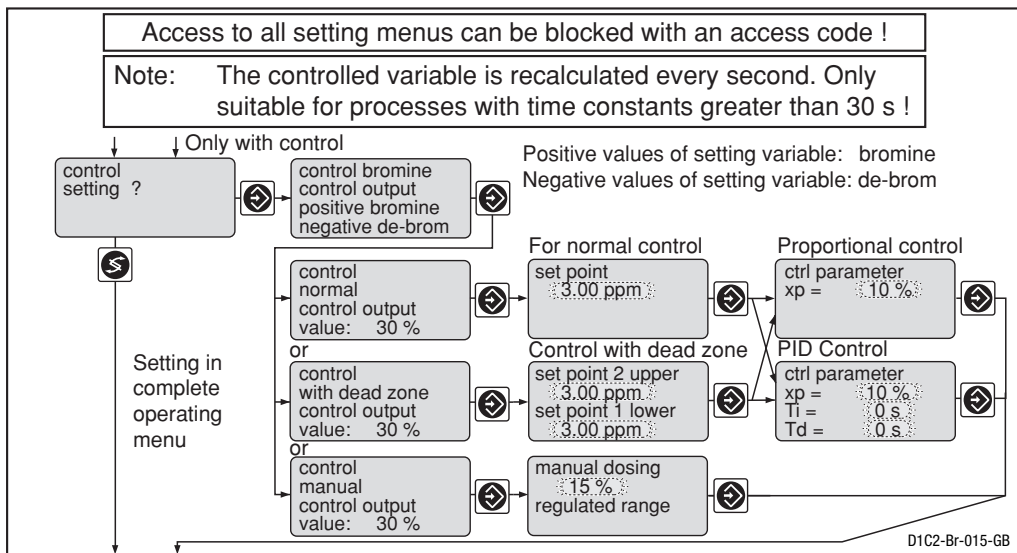 Access to all setting menus can be blocked with an access code !
Note: The controlled variable is recalculated every second. Only
suitable for processes with time constants greater than 30 s !
Only with control
control
setting ?
control bromine
control output
positive bromine
negative de-brom
Positive values of setting variable: bromine
Negative values of setting variable: de-brom
For normal control
Proportional control
control
normal
control output
value: 30 %
set point
3.00 ppm
ctrl parameter
xp = 10 %
or
Setting in
complete
operating
menu
Control with dead zone
PID Control
control
with dead zone
control output
value: 30 %
set point 2 upper
3.00 ppm
set point 1 lower
3.00 ppm
ctrl parameter
xp = 10 %
Ti = 0 s
Td = 0 s
or
control
manual
control output
value: 30 %
manual dosing
15 %
regulated range
D1C2-Br-015-GB